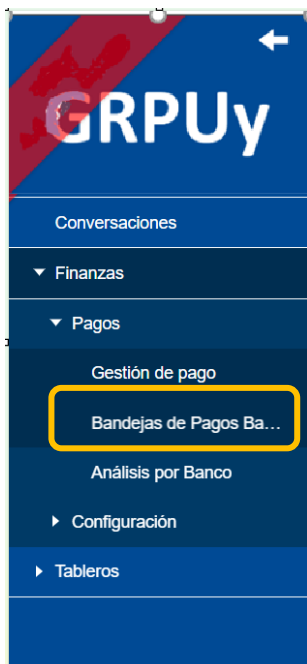 GRPUy
Conversaciones
Finanzas
Pagos
Gestión de pago
Bandejas de Pagos Ba...
Análisis por Banco
Configuración
Tableros